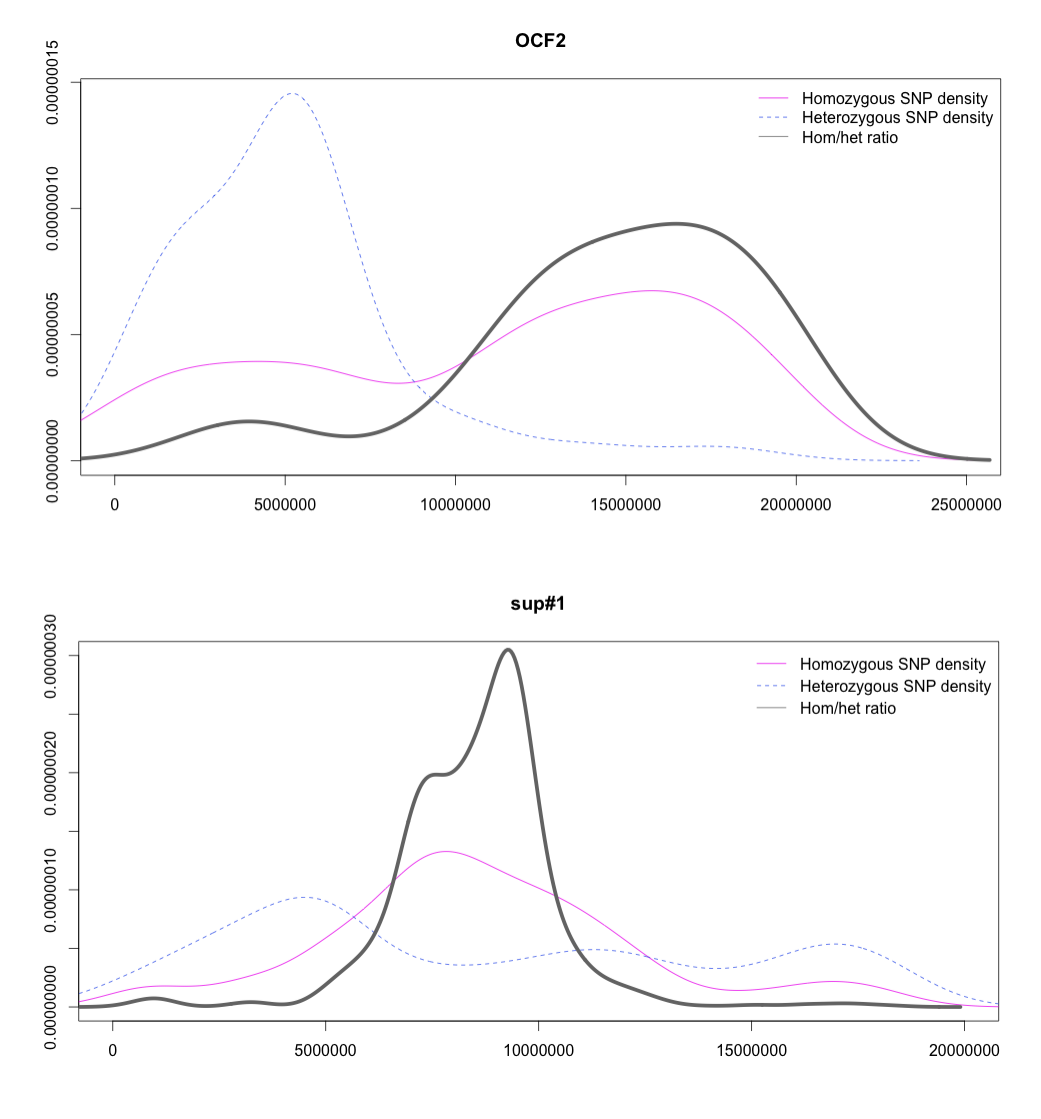 OCF2
0.00000015
0.00000010
0.00000005
0.00000000
Homozygous SNP density
Heterozygous SNP density
Hom/het ratio
0 5000000 10000000 15000000 20000000 25000000
sup#1
0.00000030
0.00000020
0.00000010
0.00000000
Homozygous SNP density
Heterozygous SNP density
Hom/het ratio
0 5000000 10000000 15000000 20000000